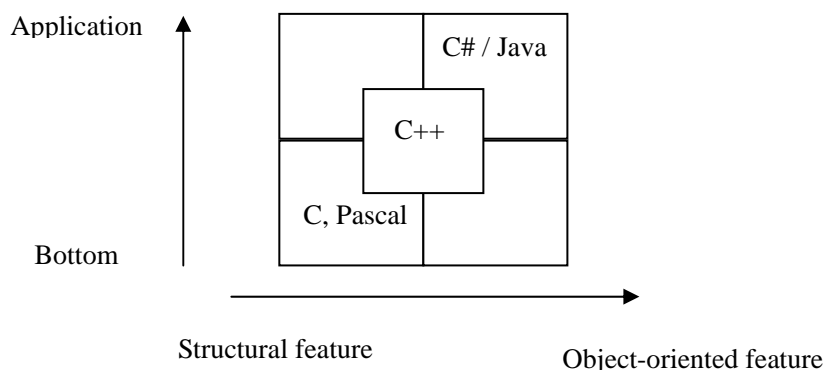 Application
C# / Java
C++
C, Pascal
Bottom
Structural feature
Object-oriented feature